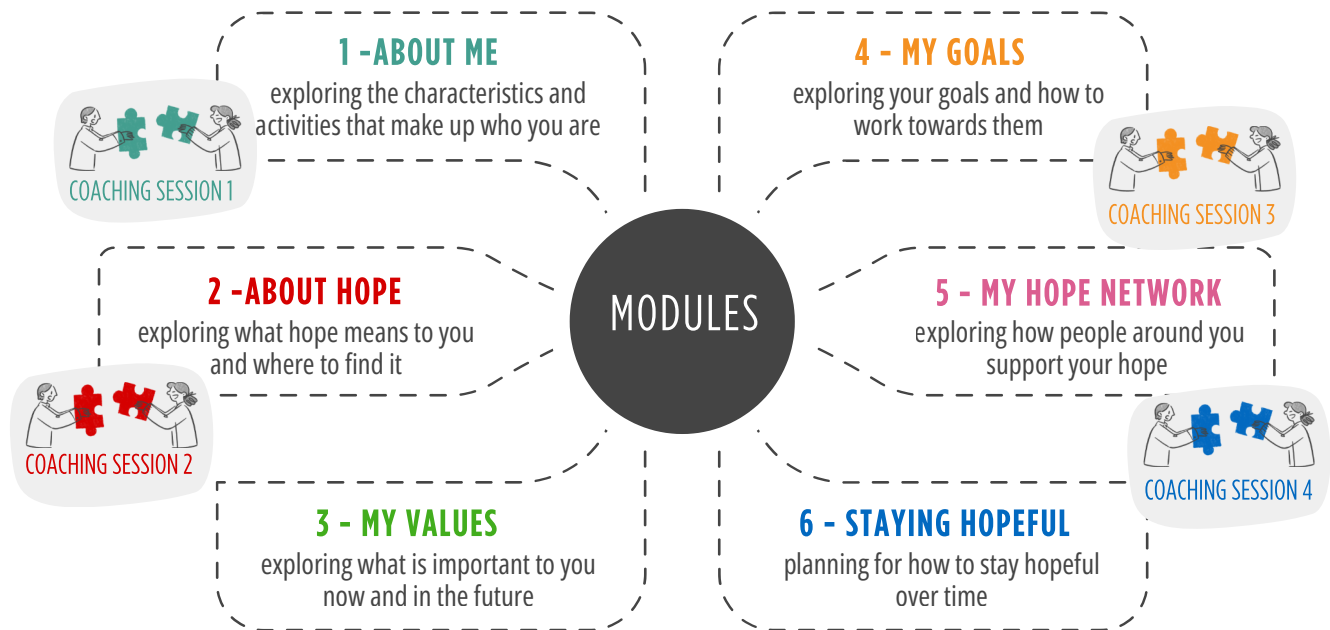 1 -ABOUT ME
exploring the characteristics and
activities that make up who you are
COACHING SESSION 1
2 -ABOUT HOPE
exploring what hope means to you
and where to find it
COACHING SESSION 2
3 - MY VALUES
exploring what is important to you
now and in the future
MODULES
4 - MY GOALS
exploring your goals and how to
work towards them
COACHING SESSION 3
5 - MY HOPE NETWORK
exploring how people around you
support your hope
COACHING SESSION 4
6 - STAYING HOPEFUL
planning for how to stay hopeful
over time